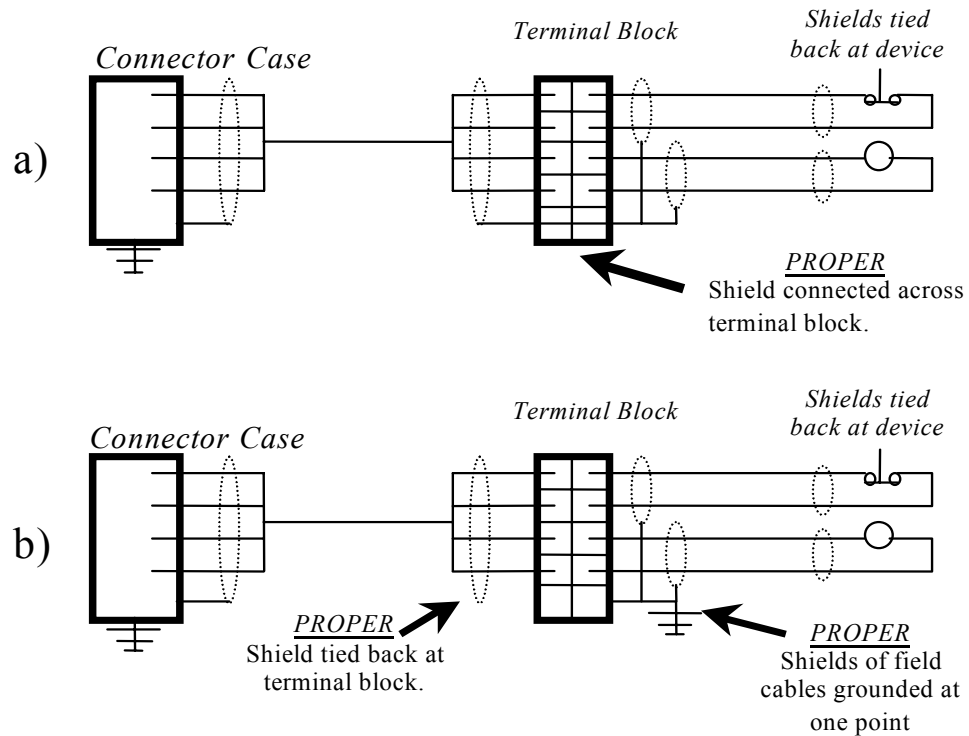 a)
Connector Case
Terminal Block
Shields tied
back at device
PROPER
Shield connected across
terminal block.
b)
Connector Case
Terminal Block
Shields tied
back at device
PROPER
Shield tied back at
terminal block.
PROPER
Shields of field
cables grounded at
one point